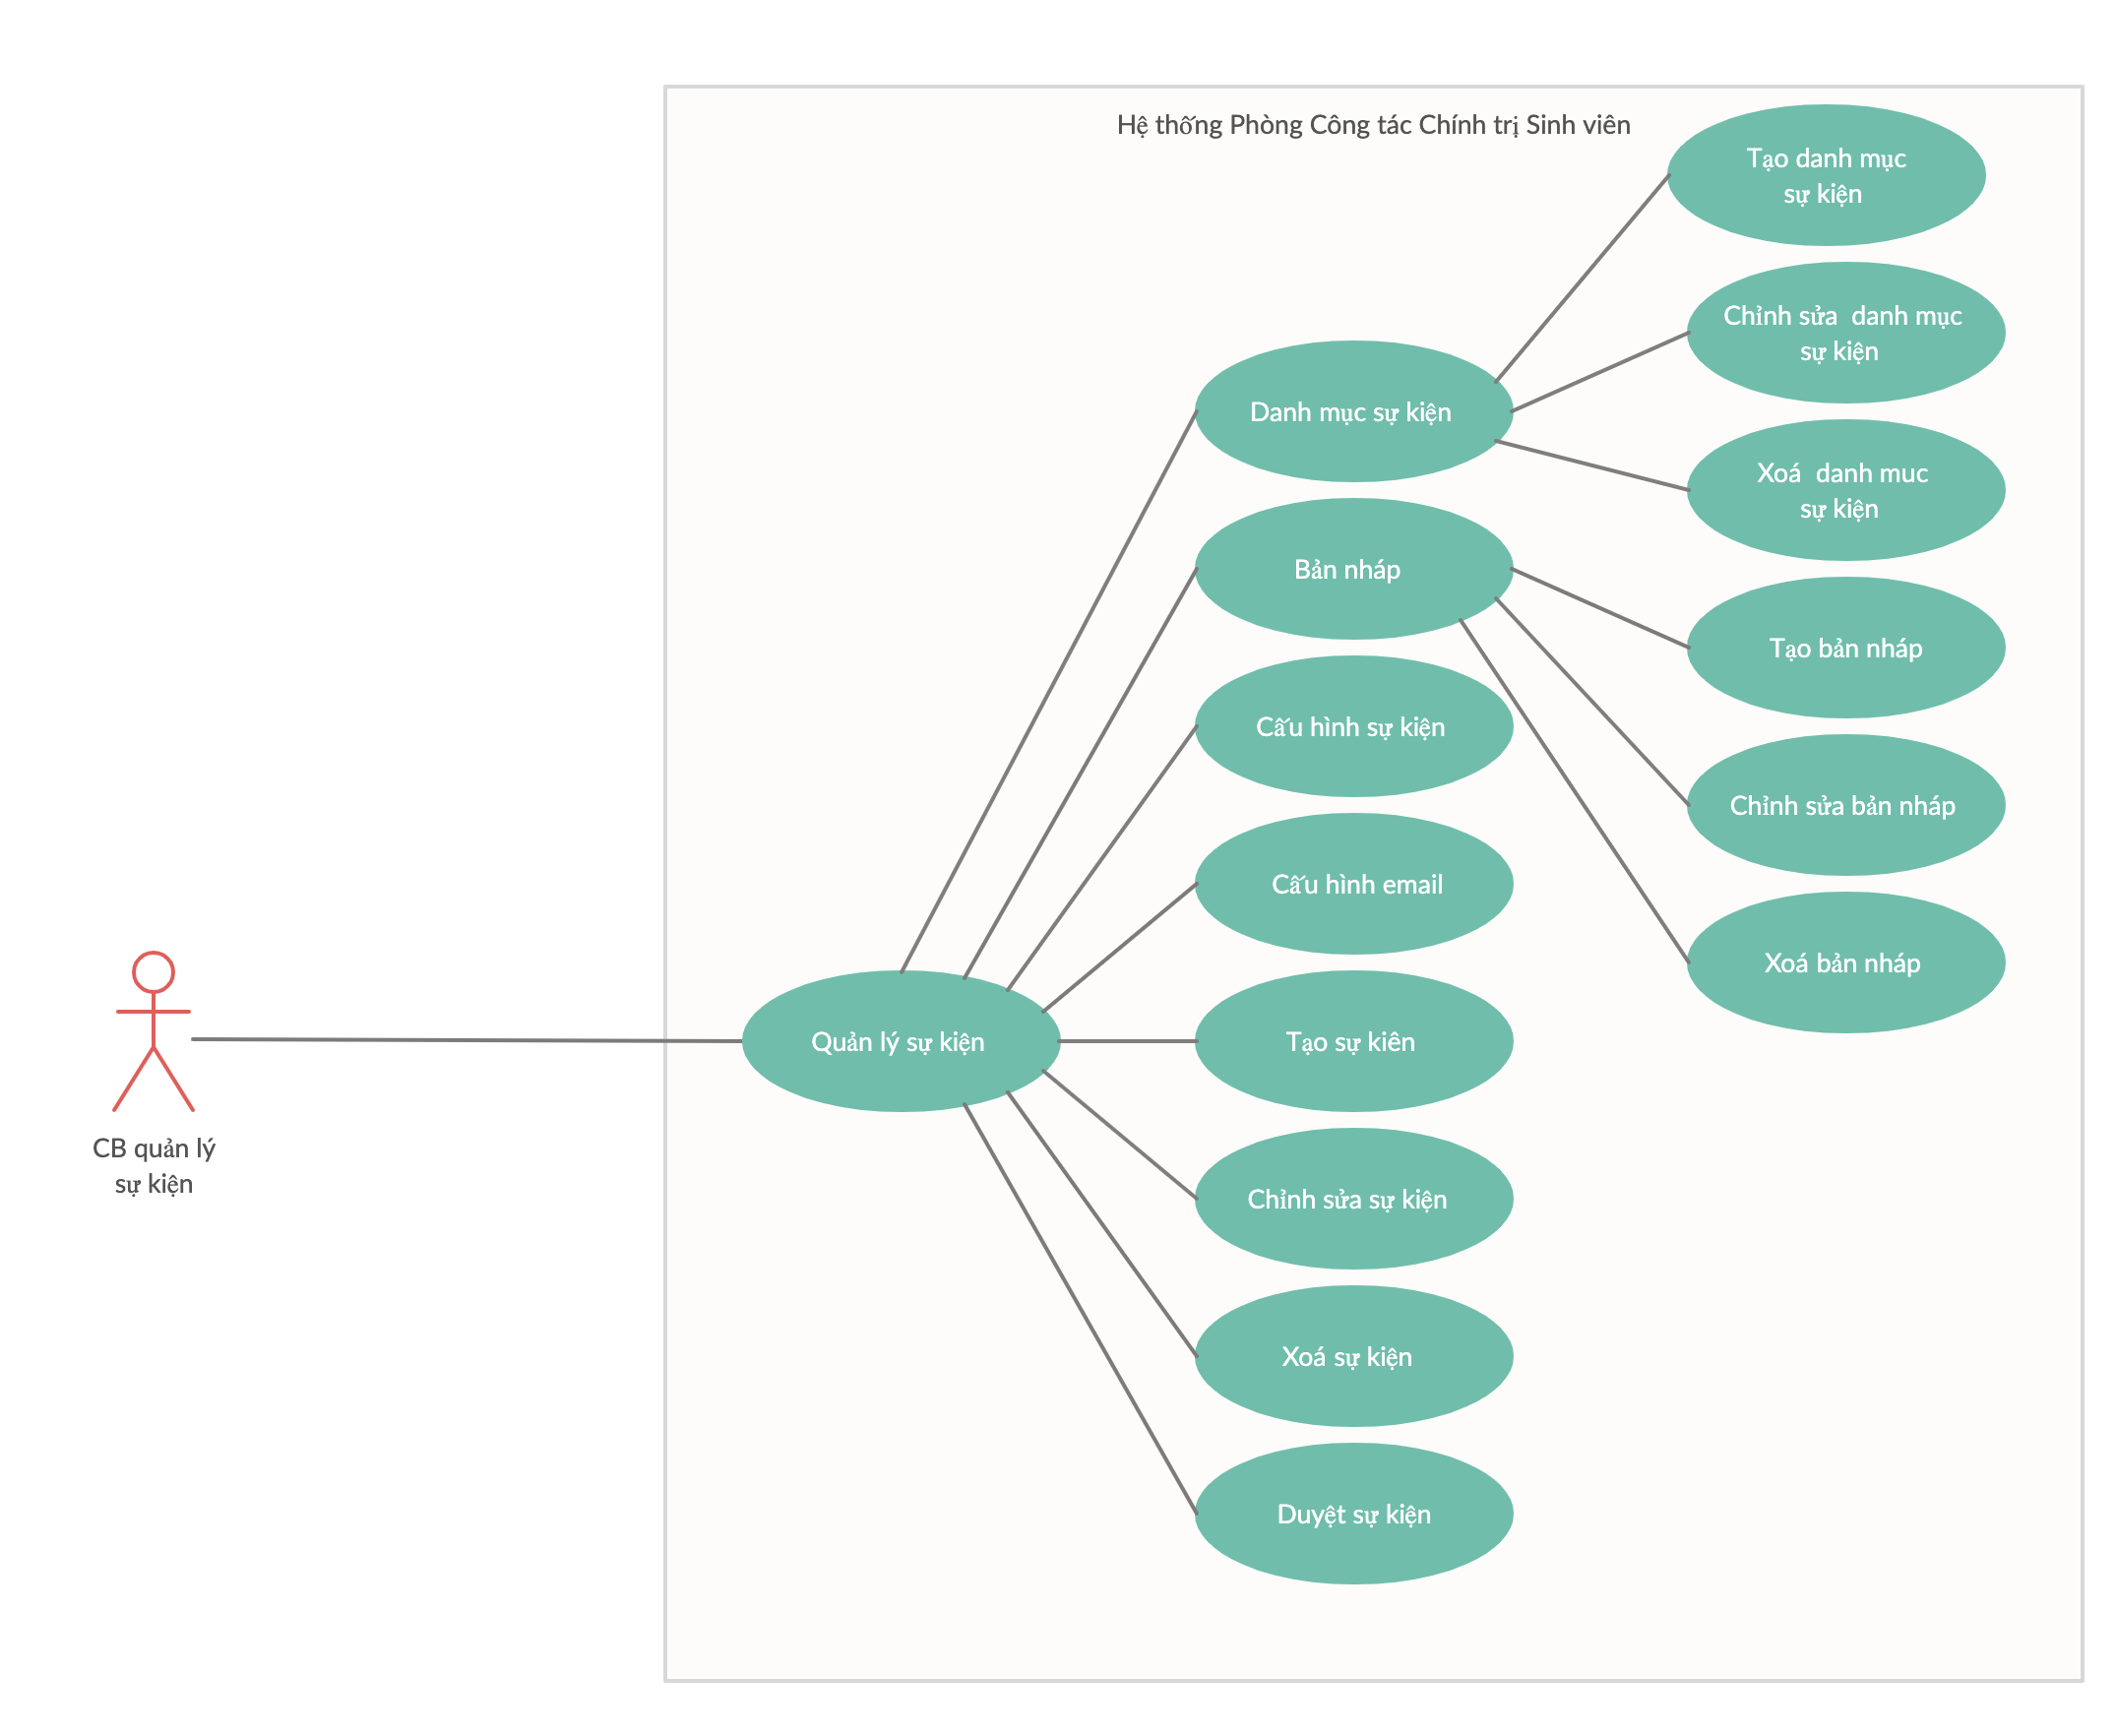 Hệ thống Phòng Công tác Chính trị Sinh viên
Tạo danh mục
sự kiện
Chỉnh sửa  danh mục
sự kiện
Danh mục sự kiện
Xoá  danh muc
sự kiện
Bản nháp
Tạo bản nháp
Cấu hình sự kiện
Chỉnh sửa bản nháp
Cấu hình email
Xoá bản nháp
Quản lý sự kiện
Tạo sự kiên
CB quản lý
sự kiện
Chỉnh sửa sự kiện
Xoá sự kiện
Duyệt sự kiện